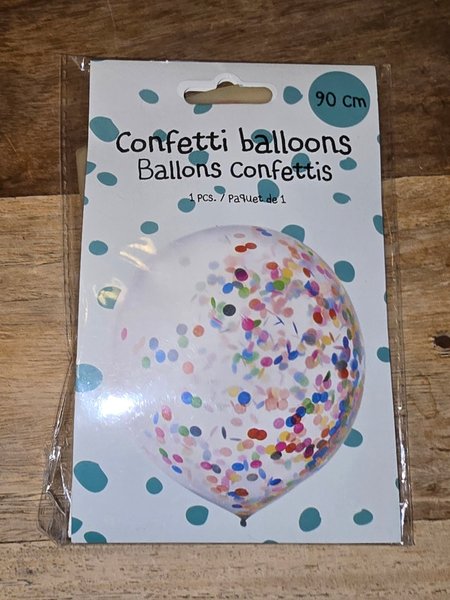 90 cm
Confetti balloons
Ballons Confettis
1 pcs. / Paquet de 1